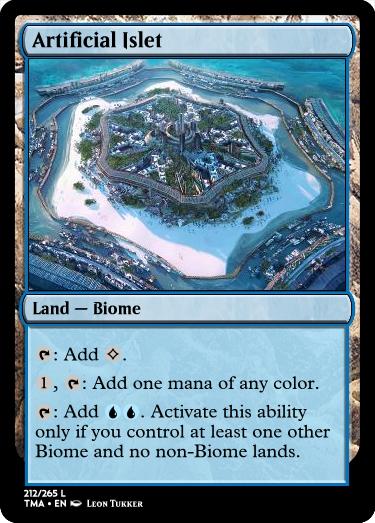 Artificial Islet
Land — Biome
: Add .
1, : Add one mana of any color.
: Add . Activate this ability
only if you control at least one other
Biome and no non-Biome lands.
212/265 L
TMA • EN Leon Tukker